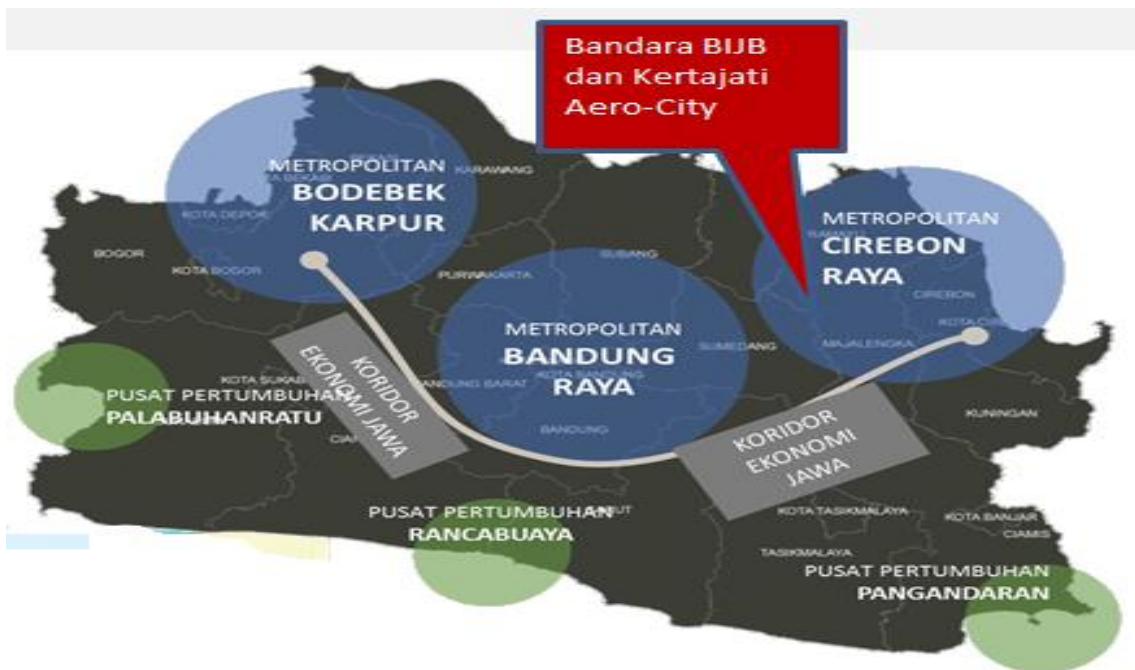 Bandara BIJB
dan Kertajati
Aero-City
METROPOLITAN
BODEBEK
KARPUR
KARAWANG
KOTA DEPOK
BOGOR
KOTA BOGOR
PURWAKARTA
SUBANG
METROPOLITAN
CIREBON
RAYA
CIREBON
MAJALENGKA
SUMEDANG
METROPOLITAN
BANDUNG
RAYA
KOTA BANDUNG
BANDUNG BARAT
BANDUNG
KORIDOR
EKONOMI JAWA
KORIDOR
EKONOMI
JAWA
PUSAT PERTUMBUHAN
PALABUHANRATU
KUNINGAN
PUSAT PERTUMBUHAN
RANCABUAYA
KOTA TASIKMALAYA
KOTA BANJAR
CIAMIS
TASIKMALAYA
PUSAT PERTUMBUHAN
PANGANDARAN